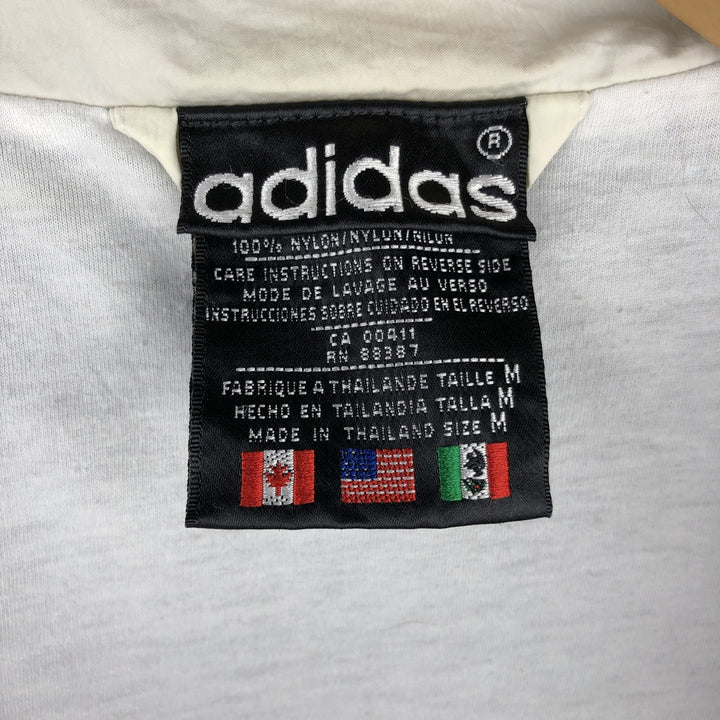 adidas ®
100% NYLON/NYLON/NILON
CARE INSTRUCTIONS ON REVERSE SIDE
MODE DE LAVAGE AU VERSO
INSTRUCCIONES SOBRE CUIDADO EN EL REVERSO
CA 00411
RN 88387
FABRIQUE A THAILANDE TAILLE M
HECHO EN TAILANDIA TALLA M
MADE IN THAILAND SIZE M